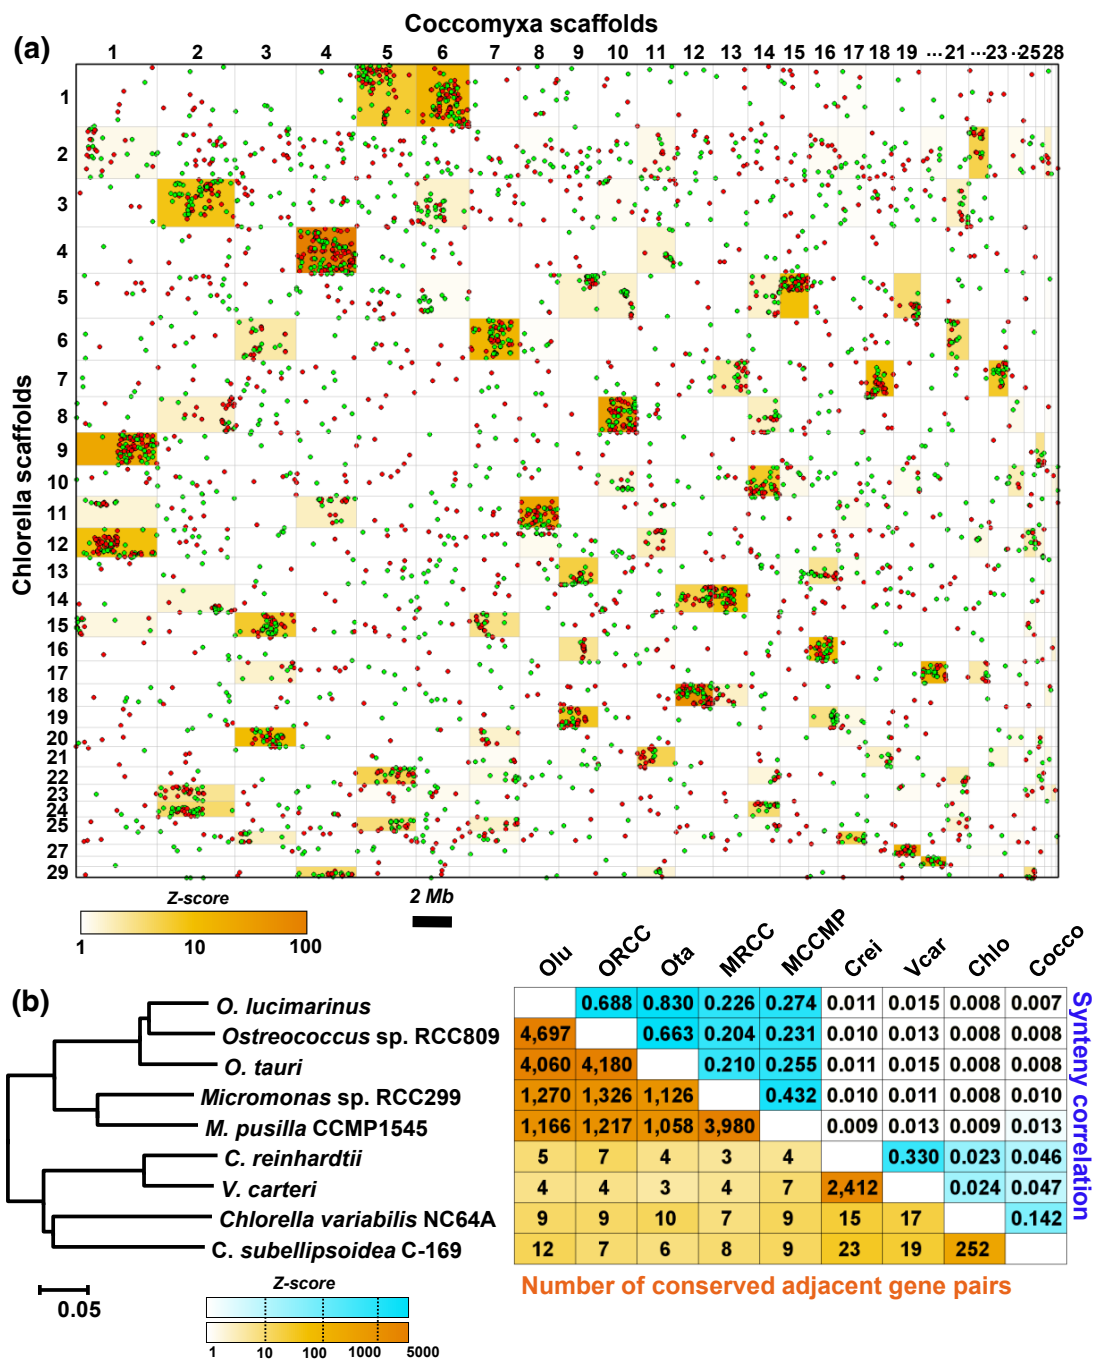 Coccomyxa scaffolds
(a)
1 2 3 4 5 6 7 8 9 10 11 12 13 14 15 16 17 18 19 ... 21 ... 23 .. 25 28
Chlorella scaffolds
1
2
3
4
5
6
7
8
9
10
11
12
13
14
15
16
17
18
19
20
21
22
23
24
25
27
29
Z-score
1 10 100
2 Mb
(b)
Olu ORCC Ota MRCC MCCMP Crei Vcar Chlo Cocco
O. lucimarinus 0.688 0.830 0.226 0.274 0.011 0.015 0.008 0.007
Ostreococcus sp. RCC809 4,697 0.663 0.204 0.231 0.010 0.013 0.008 0.008
O. tauri 4,060 4,180 0.210 0.255 0.011 0.015 0.008 0.008
Micromonas sp. RCC299 1,270 1,326 1,126 0.432 0.010 0.011 0.008 0.010
M. pusilla CCMP1545 1,166 1,217 1,058 3,980 0.009 0.013 0.009 0.013
C. reinhardtii 5 7 4 3 4 0.330 0.023 0.046
V. carteri 4 4 3 4 7 2,412 0.024 0.047
Chlorella variabilis NC64A 9 9 10 7 9 15 17 0.142
C. subellipsoidea C-169 12 7 6 8 9 23 19 252
Synteny correlation
Number of conserved adjacent gene pairs
0.05
Z-score
1 10 100 1000 5000